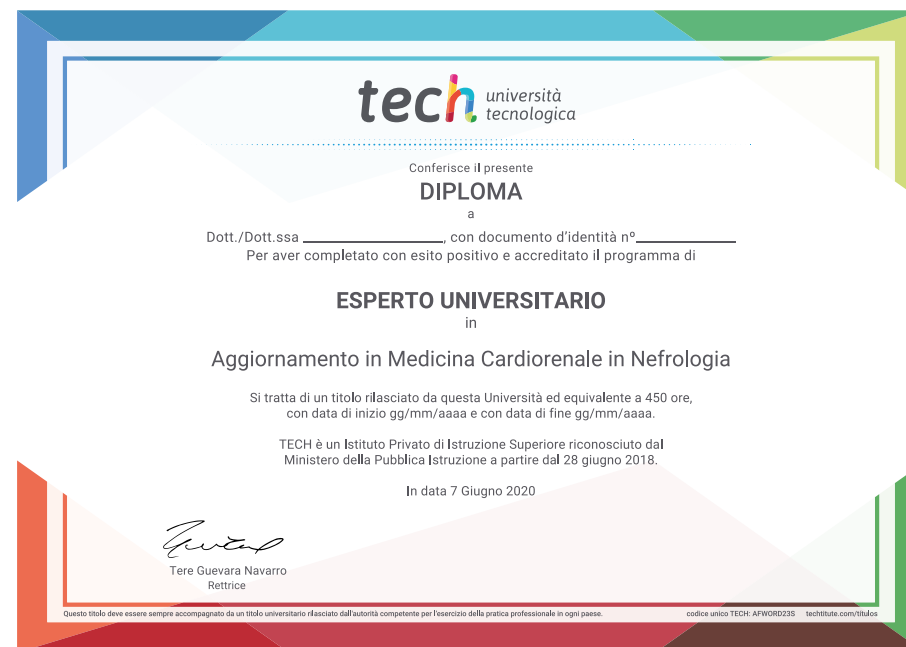 tech università
tecnologica
Conferisce il presente
DIPLOMA
a
Dott./Dott.ssa ____________________, con documento d'identità nº______________
Per aver completato con esito positivo e accreditato il programma di
ESPERTO UNIVERSITARIO
in
Aggiornamento in Medicina Cardiorenale in Nefrologia
Si tratta di un titolo rilasciato da questa Università ed equivalente a 450 ore,
con data di inizio gg/mm/aaaa e con data di fine gg/mm/aaaa.
TECH è un Istituto Privato di Istruzione Superiore riconosciuto dal
Ministero della Pubblica Istruzione a partire dal 28 giugno 2018.
In data 7 Giugno 2020
Tere Guevara Navarro
Rettrice
Questo titolo deve essere sempre accompagnato da un titolo universitario rilasciato dall'autorità competente per l'esercizio della pratica professionale in ogni paese. codice unico TECH: AFWORD23S techtitute.com/titulos